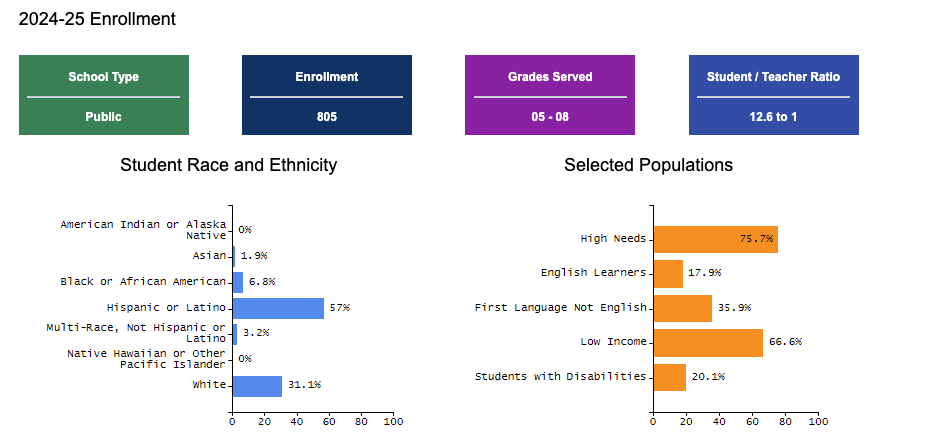 2024-25 Enrollment
School Type
Public
Enrollment
805
Grades Served
05 - 08
Student / Teacher Ratio
12.6 to 1
Student Race and Ethnicity
American Indian or Alaska
Native
0%
Asian
1.9%
Black or African American
6.8%
Hispanic or Latino
57%
Multi-Race, Not Hispanic or
Latino
3.2%
Native Hawaiian or Other
Pacific Islander
0%
White
31.1%
0 20 40 60 80 100
Selected Populations
High Needs
75.7%
English Learners
17.9%
First Language Not English
35.9%
Low Income
66.6%
Students with Disabilities
20.1%
0 20 40 60 80 100